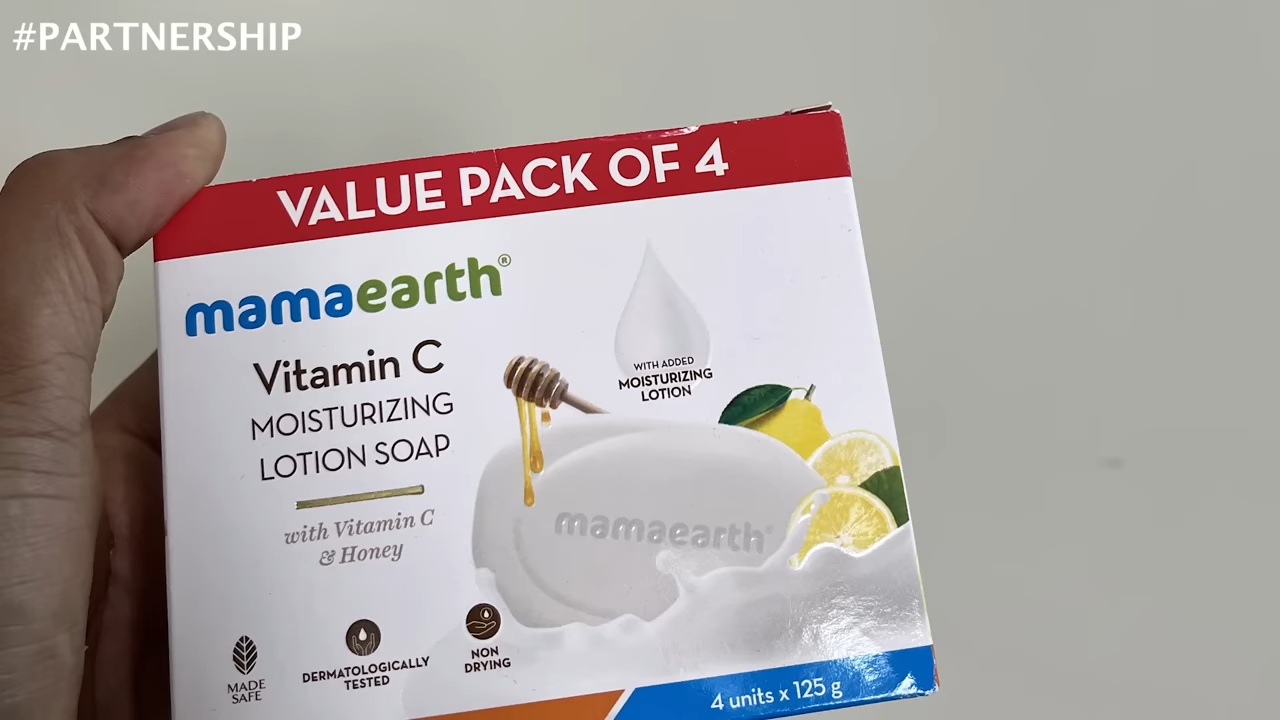 #PARTNERSHIP
VALUE PACK OF 4
mamaearth®
Vitamin C
MOISTURIZING
LOTION SOAP
with Vitamin C
& Honey
WITH ADDED
MOISTURIZING
LOTION
mamaearth®
MADE
SAFE
DERMATOLOGICALLY
TESTED
NON
DRYING
4 units x 125 g